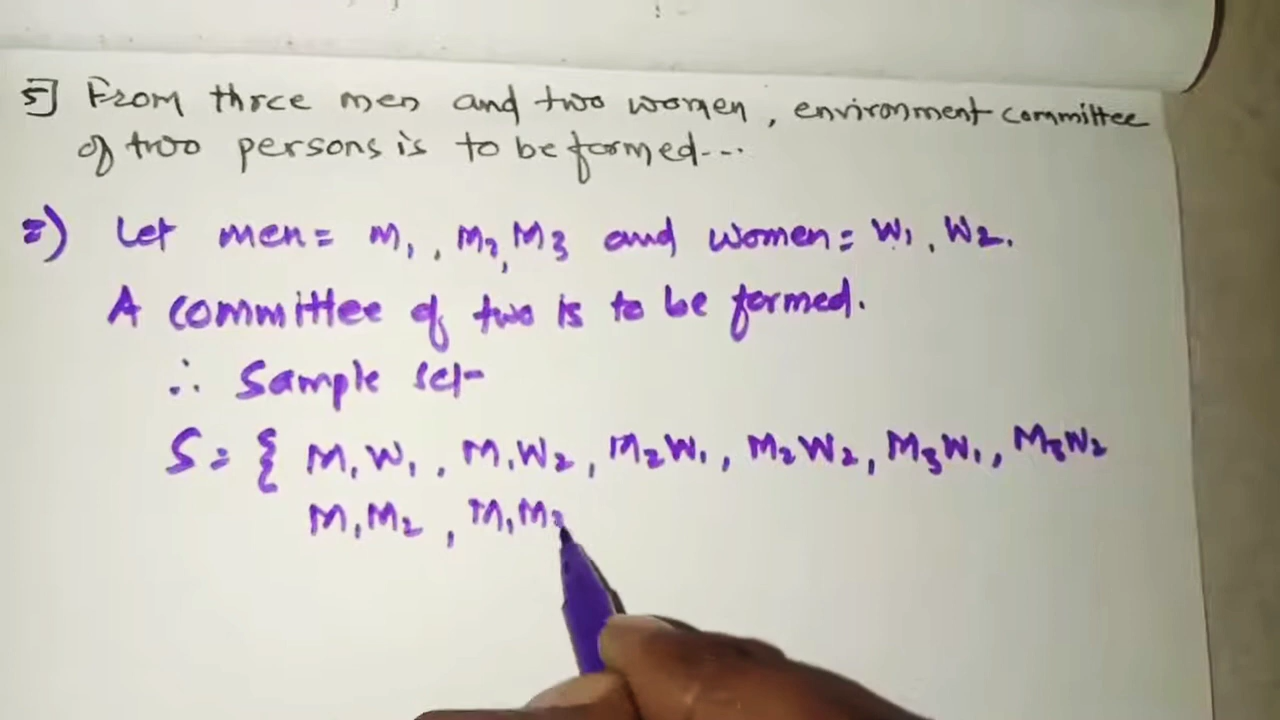 5] From three men and two women, environment committee
of two persons is to be formed...
=) Let men = M₁, M₂, M₃ and women = W₁, W₂.
A committee of two is to be formed.
∴ Sample set
S = { M₁W₁, M₁W₂, M₂W₁, M₂W₂, M₃W₁, M₃W₂
M₁M₂, M₁M₃